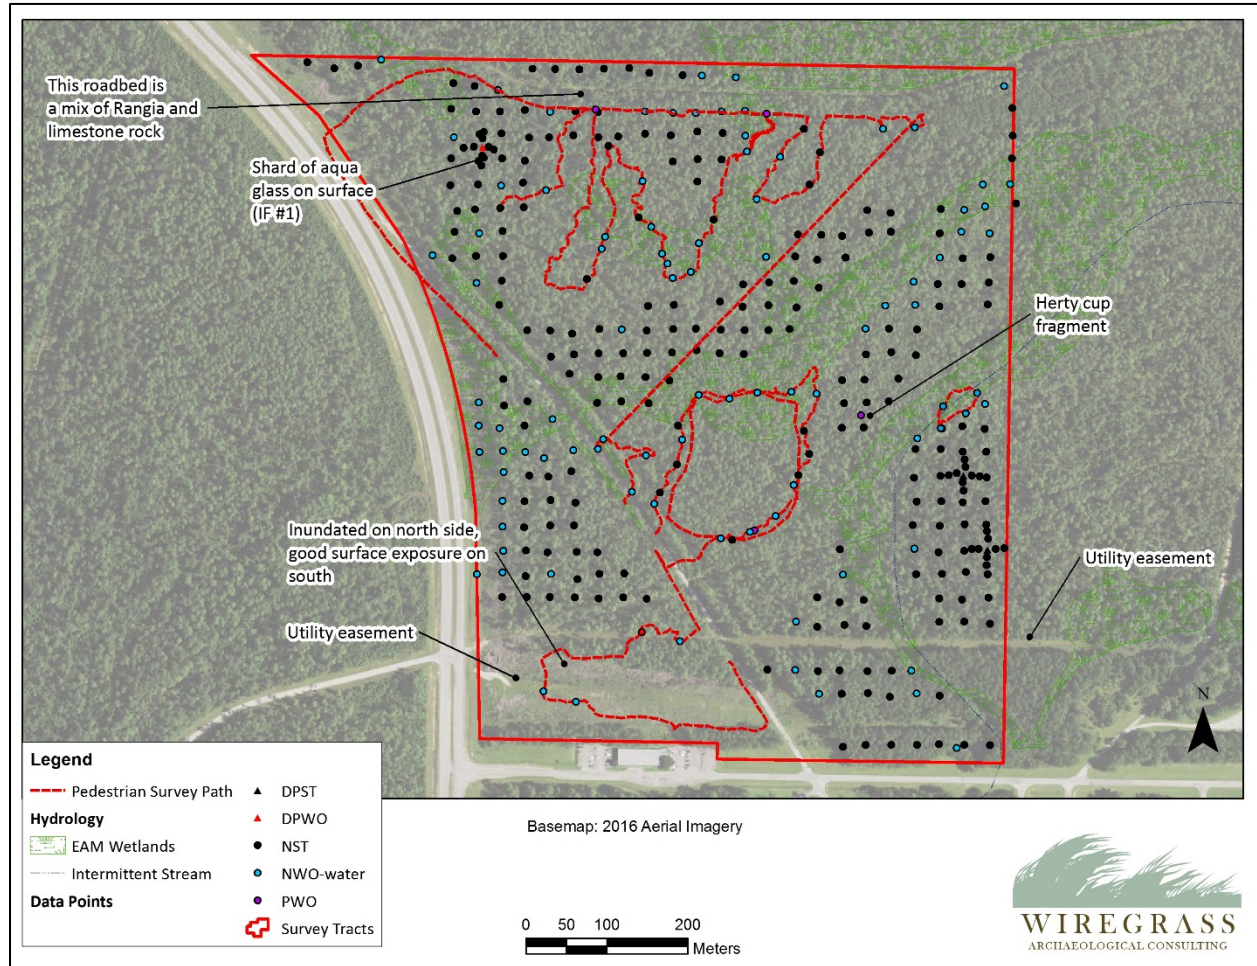 This roadbed is
a mix of Rangia and
limestone rock
Shard of aqua
glass on surface
(IF #1)
Herty cup
fragment
Inundated on north side,
good surface exposure on
south
Utility easement
Utility easement
N
Legend
Pedestrian Survey Path
Hydrology
EAM Wetlands
Intermittent Stream
Data Points
DPST
DPWO
NST
NWO-water
PWO
Survey Tracts
Basemap: 2016 Aerial Imagery
0 50 100 200
Meters
WIREGRASS
ARCHAEOLOGICAL CONSULTING